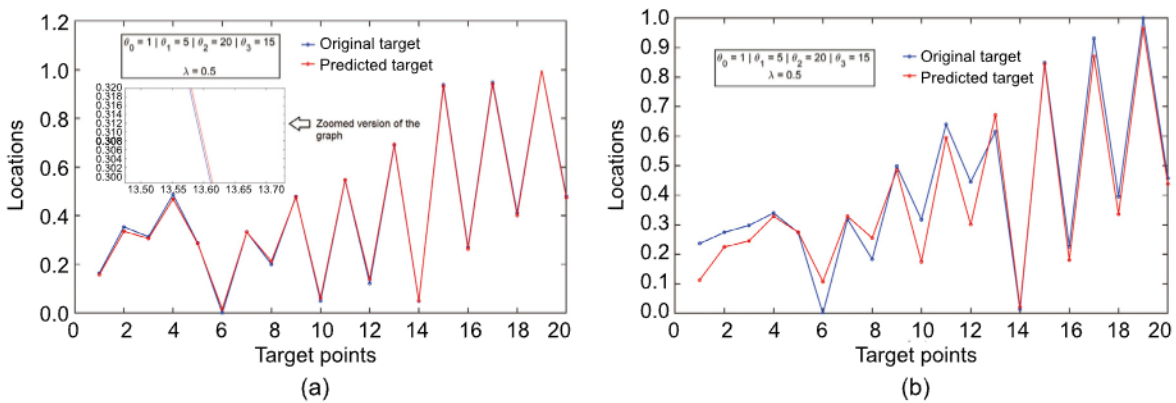 (a)
1.2
1.0
0.8
0.6
0.4
0.2
0.0
Locations
θ0 = 1 | θ1 = 5 | θ2 = 20 | θ3 = 15
λ = 0.5
Original target
Predicted target
0.320
0.318
0.316
0.314
0.312
0.310
0.308
0.306
0.304
0.302
0.300
13.50 13.55 13.60 13.65 13.70
Zoomed version of the
graph
0 2 4 6 8 10 12 14 16 18 20
Target points
(a)
(b)
1.0
0.9
0.8
0.7
0.6
0.5
0.4
0.3
0.2
0.1
0.0
Locations
θ0 = 1 | θ1 = 5 | θ2 = 20 | θ3 = 15
λ = 0.5
Original target
Predicted target
0 2 4 6 8 10 12 14 16 18 20
Target points
(b)